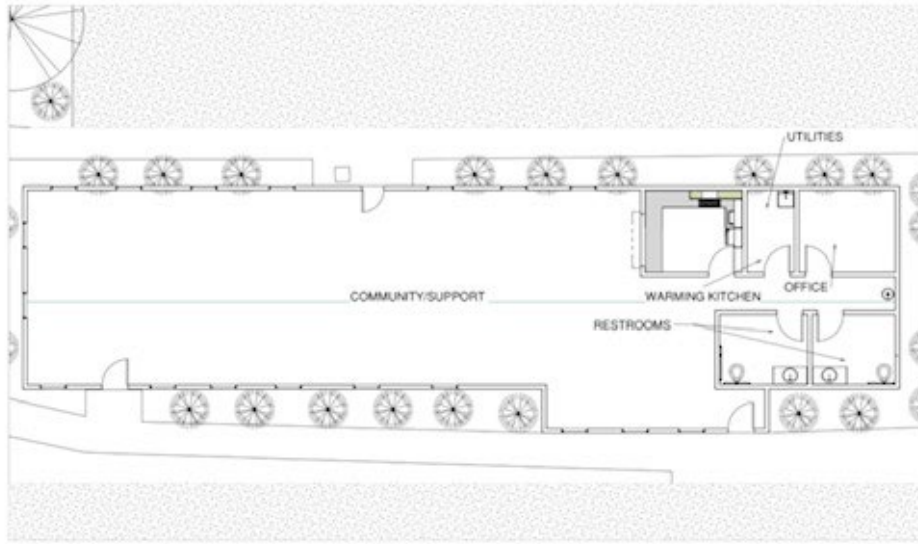 UTILITIES
COMMUNITY/SUPPORT
WARMING KITCHEN
OFFICE
RESTROOMS